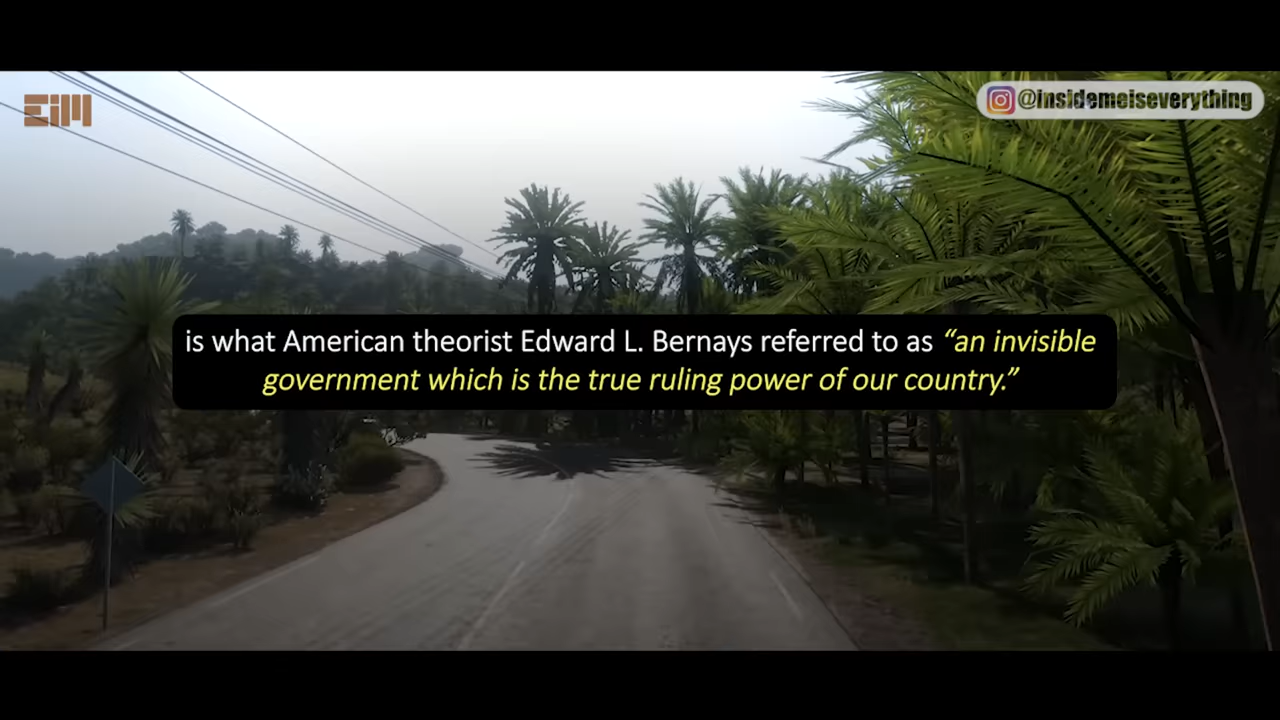 EIM
@insidemeiseverything
is what American theorist Edward L. Bernays referred to as “an invisible
government which is the true ruling power of our country.”